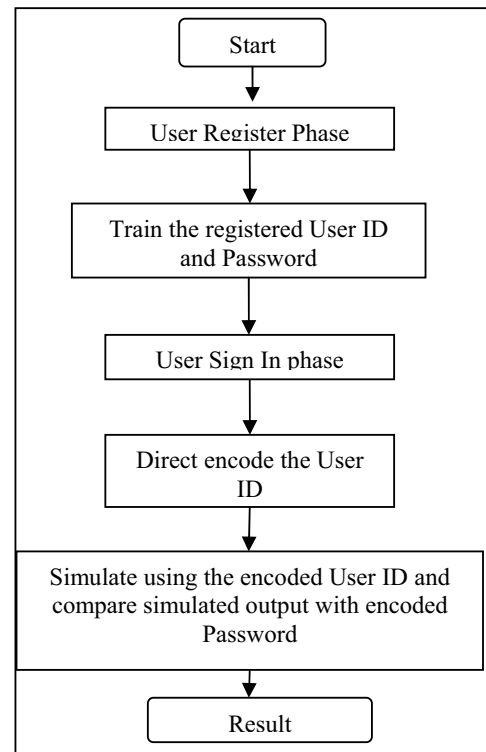 Start
User Register Phase
Train the registered User ID
and Password
User Sign In phase
Direct encode the User
ID
Simulate using the encoded User ID and
compare simulated output with encoded
Password
Result